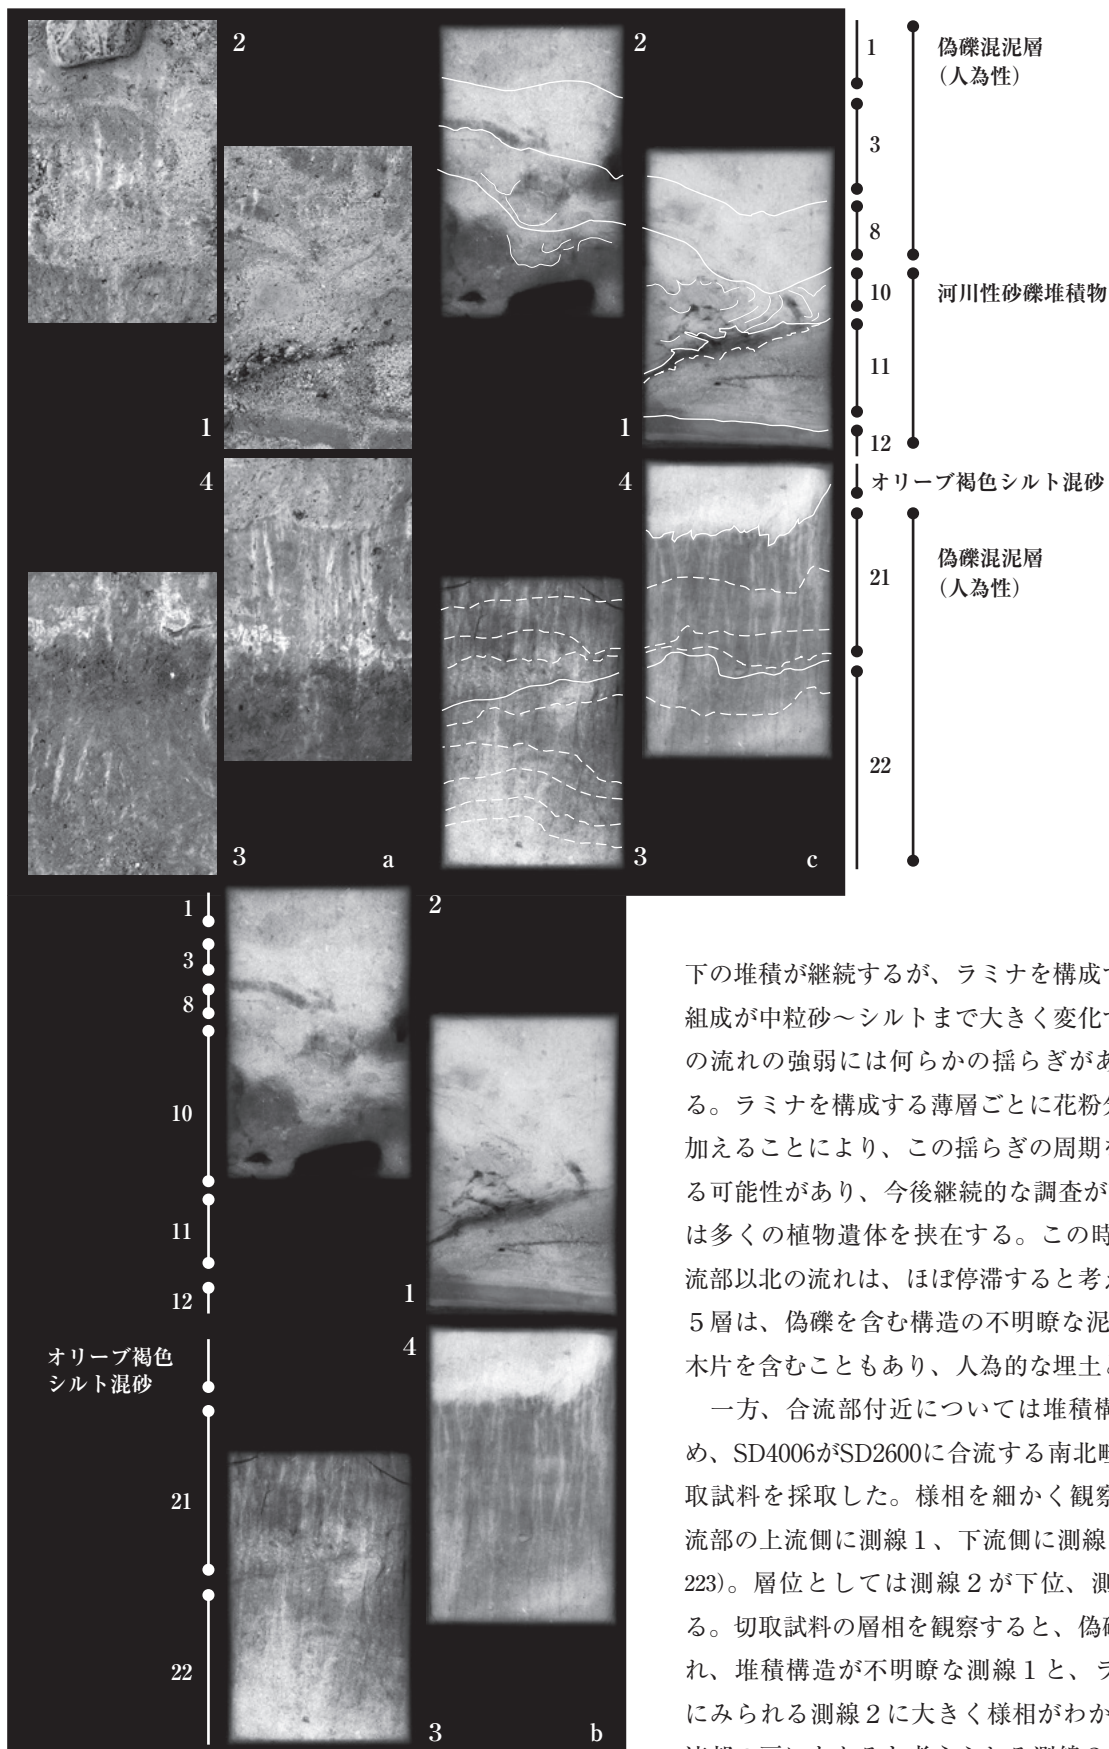 2
1
4
3
a
2
1
4
3
c
1
3
8
10
11
12
偽礫混泥層
(人為性)
河川性砂礫堆積物
オリーブ褐色シルト混砂
21
22
偽礫混泥層
(人為性)
1
3
8
10
11
12
オリーブ褐色
シルト混砂
21
22
2
1
4
3
b
下の堆積が継続するが、ラミナを構成
組成が中粒砂～シルトまで大きく変化
の流れの強弱には何らかの揺らぎがあ
る。ラミナを構成する薄層ごとに花粉
加えることにより、この揺らぎの周期
る可能性があり、今後継続的な調査が
は多くの植物遺体を挟在する。この時
流部以北の流れは、ほぼ停滞すると考
５層は、偽礫を含む構造の不明瞭な泥
木片を含むこともあり、人為的な埋土
一方、合流部付近については堆積構
め、SD4006がSD2600に合流する南北
取試料を採取した。様相を細かく観察
流部の上流側に測線１、下流側に測線
223)。層位としては測線２が下位、測
る。切取試料の層相を観察すると、偽
れ、堆積構造が不明瞭な測線１と、ラ
にみられる測線２に大きく様相がわか